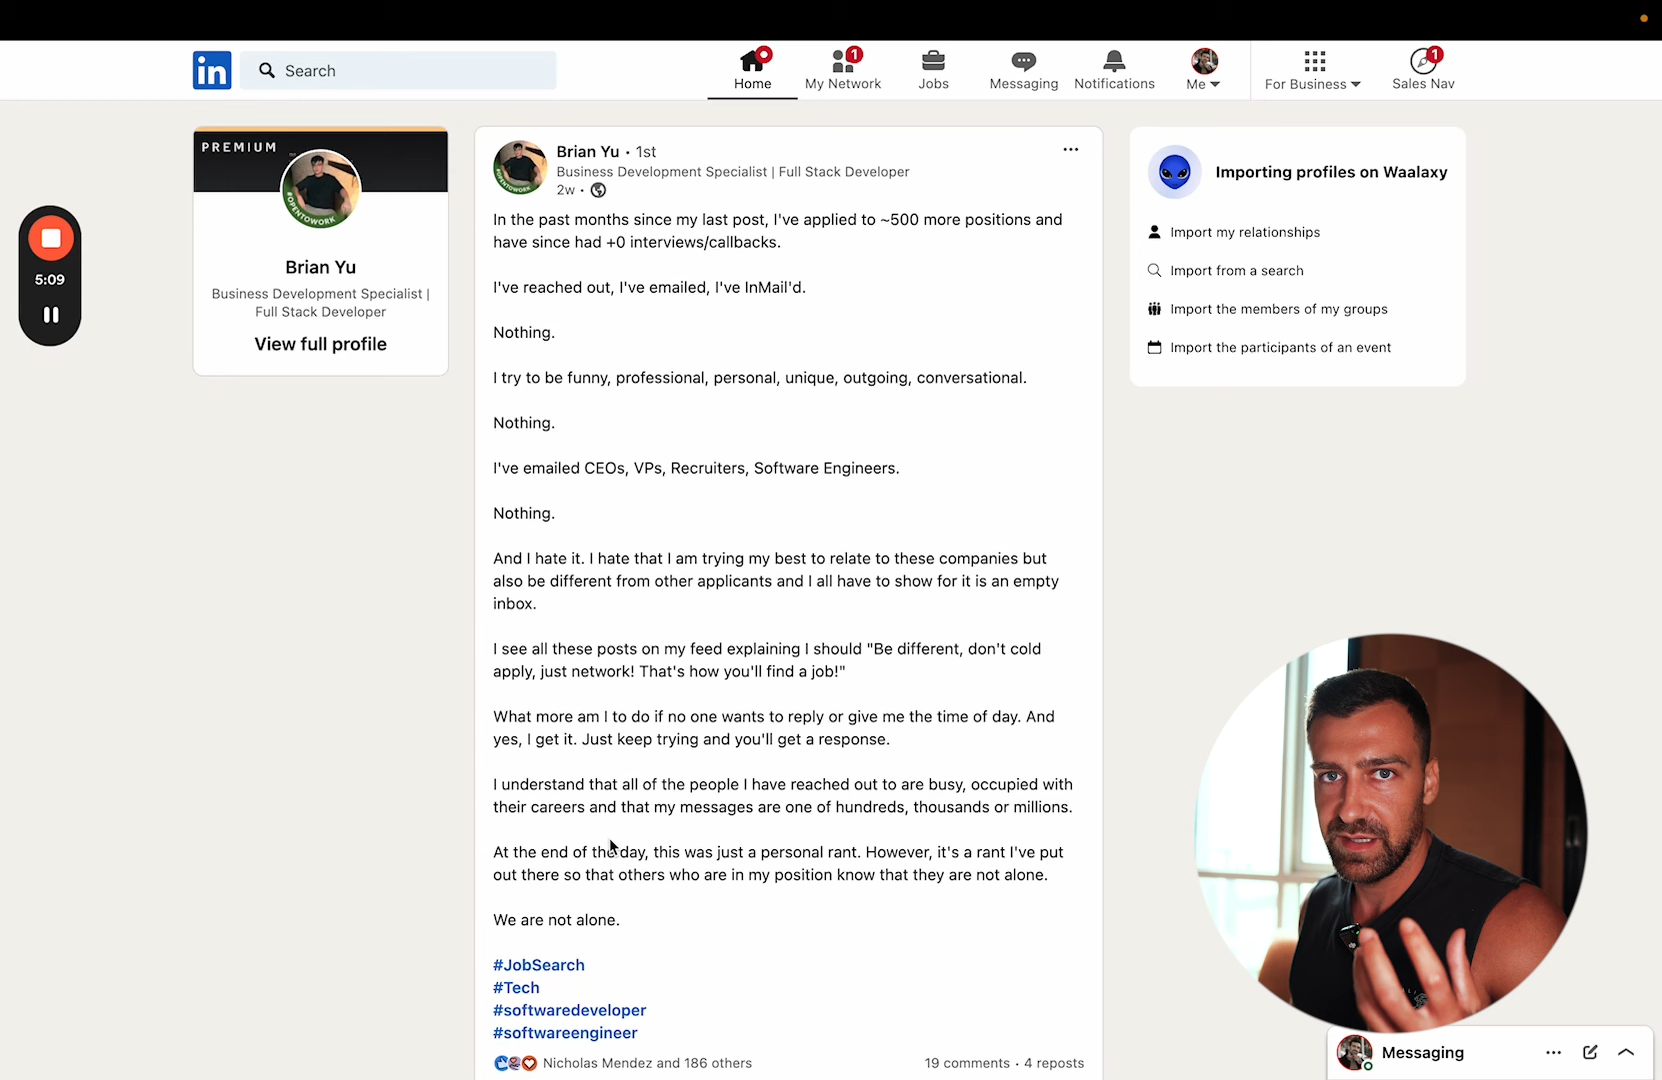 in
Search
Home
1
My Network
Jobs
Messaging
Notifications
Me
For Business
1
Sales Nav
PREMIUM
#OPENTOWORK
Brian Yu
Business Development Specialist |
Full Stack Developer
View full profile
5:09
#OPENTOWORK
Brian Yu • 1st
Business Development Specialist | Full Stack Developer
2w •
In the past months since my last post, I've applied to ~500 more positions and
have since had +0 interviews/callbacks.
I've reached out, I've emailed, I've InMail'd.
Nothing.
I try to be funny, professional, personal, unique, outgoing, conversational.
Nothing.
I've emailed CEOs, VPs, Recruiters, Software Engineers.
Nothing.
And I hate it. I hate that I am trying my best to relate to these companies but
also be different from other applicants and I all have to show for it is an empty
inbox.
I see all these posts on my feed explaining I should "Be different, don't cold
apply, just network! That's how you'll find a job!"
What more am I to do if no one wants to reply or give me the time of day. And
yes, I get it. Just keep trying and you'll get a response.
I understand that all of the people I have reached out to are busy, occupied with
their careers and that my messages are one of hundreds, thousands or millions.
At the end of the day, this was just a personal rant. However, it's a rant I've put
out there so that others who are in my position know that they are not alone.
We are not alone.
#JobSearch
#Tech
#softwaredeveloper
#softwareengineer
Nicholas Mendez and 186 others
19 comments • 4 reposts
Importing profiles on Waalaxy
Import my relationships
Import from a search
Import the members of my groups
Import the participants of an event
Messaging